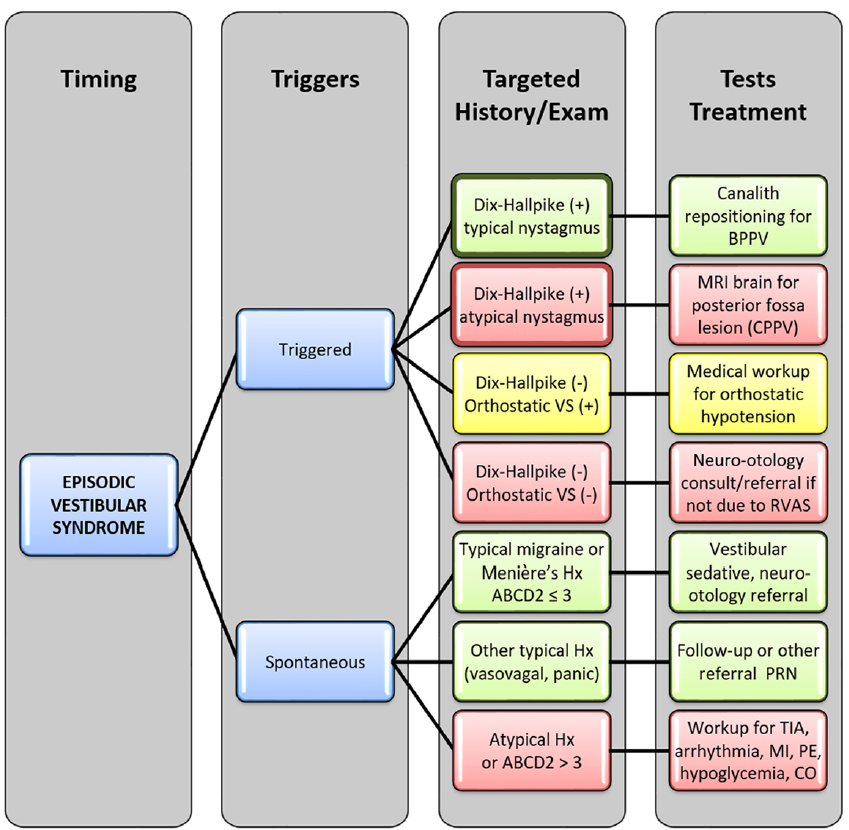 Timing
Triggers
Targeted
History/Exam
Tests
Treatment
EPISODIC
VESTIBULAR
SYNDROME
Triggered
Spontaneous
Dix-Hallpike (+)
typical nystagmus
Canalith
repositioning for
BPPV
Dix-Hallpike (+)
atypical nystagmus
MRI brain for
posterior fossa
lesion (CPPV)
Dix-Hallpike (-)
Orthostatic VS (+)
Medical workup
for orthostatic
hypotension
Dix-Hallpike (-)
Orthostatic VS (-)
Neuro-otology
consult/referral if
not due to RVAS
Typical migraine or
Menière's Hx
ABCD2 ≤ 3
Vestibular
sedative, neuro-
otology referral
Other typical Hx
(vasovagal, panic)
Follow-up or other
referral PRN
Atypical Hx
or ABCD2 > 3
Workup for TIA,
arrhythmia, MI, PE,
hypoglycemia, CO